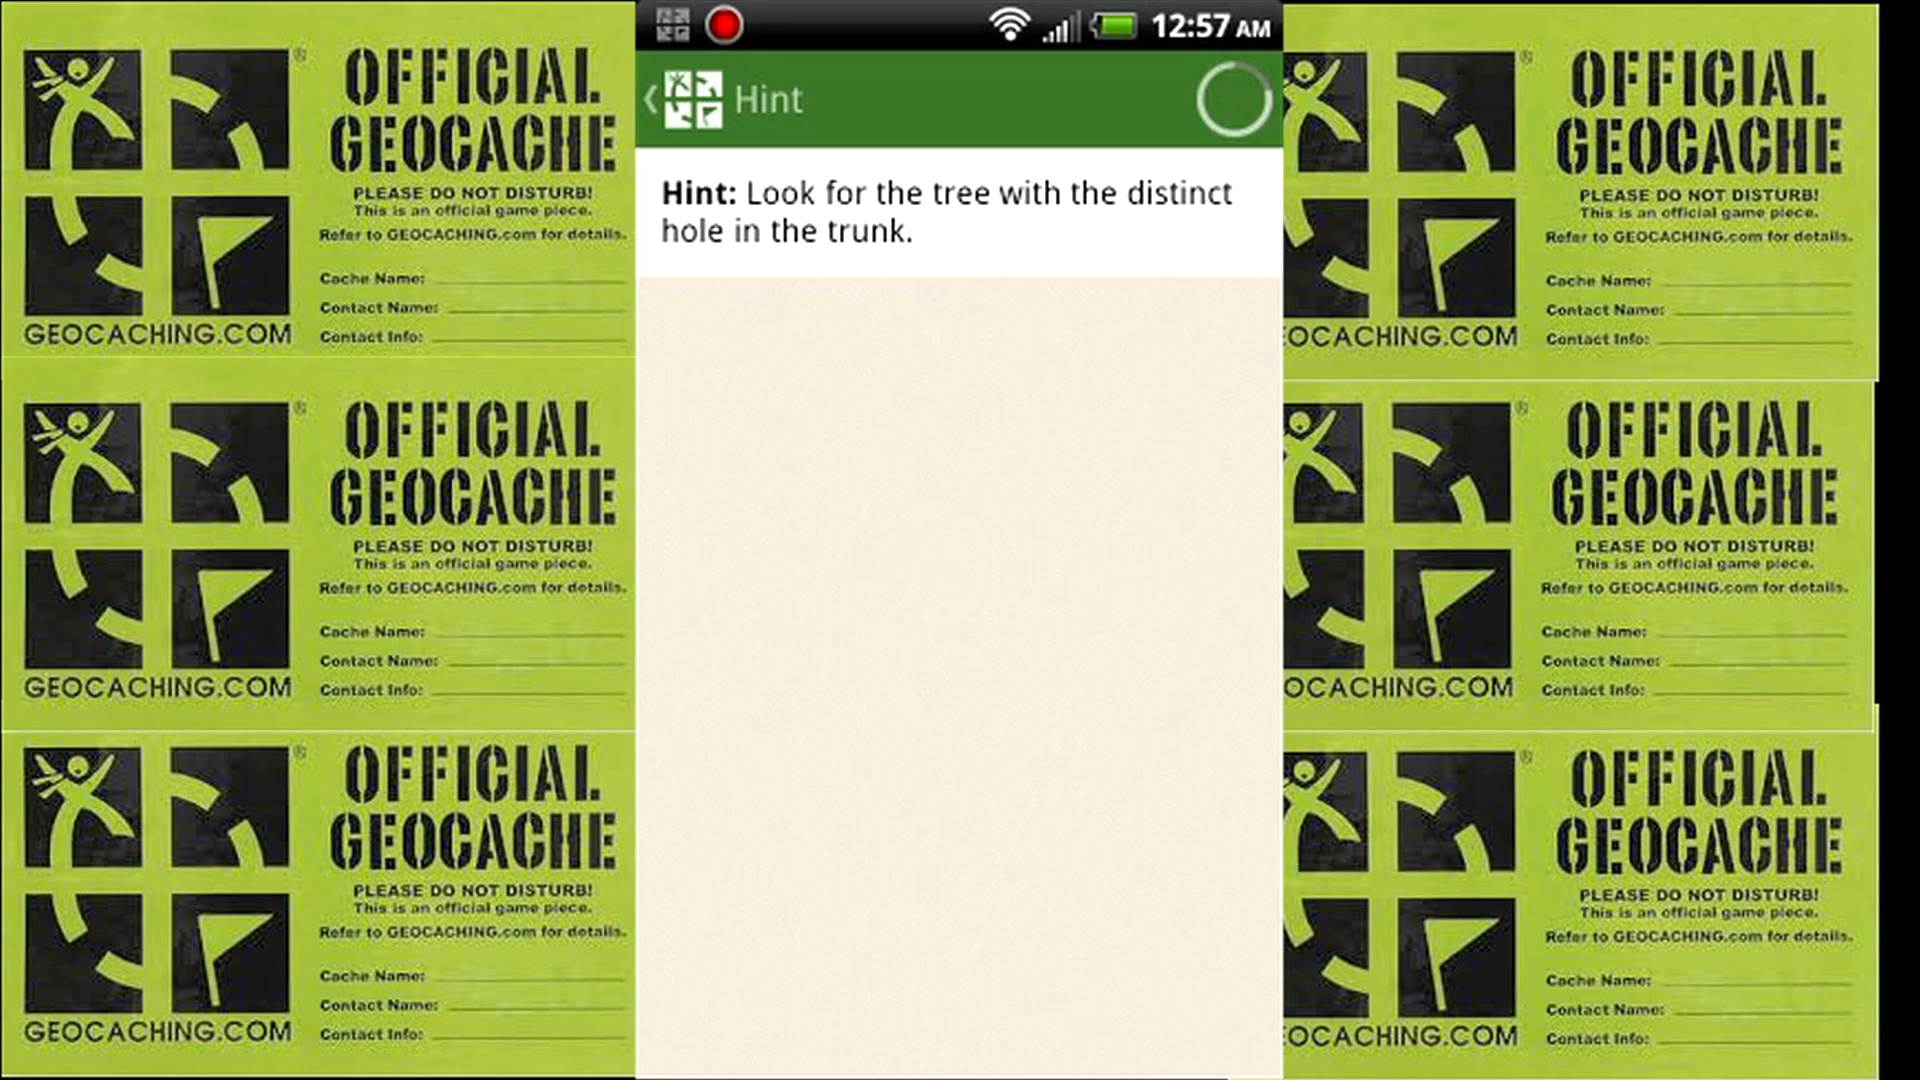 OFFICIAL
GEOCACHE
PLEASE DO NOT DISTURB!
This is an official game piece.
Refer to GEOCACHING.com for details.
Cache Name:
Contact Name:
Contact Info:
GEOCACHING.COM
®
OFFICIAL
GEOCACHE
PLEASE DO NOT DISTURB!
This is an official game piece.
Refer to GEOCACHING.com for details.
Cache Name:
Contact Name:
Contact Info:
GEOCACHING.COM
®
OFFICIAL
GEOCACHE
PLEASE DO NOT DISTURB!
This is an official game piece.
Refer to GEOCACHING.com for details.
Cache Name:
Contact Name:
Contact Info:
GEOCACHING.COM
®
12:57 AM
Hint
Hint: Look for the tree with the distinct
hole in the trunk.
OFFICIAL
GEOCACHE
PLEASE DO NOT DISTURB!
This is an official game piece.
Refer to GEOCACHING.com for details.
Cache Name:
Contact Name:
Contact Info:
OCACHING.COM
®
OFFICIAL
GEOCACHE
PLEASE DO NOT DISTURB!
This is an official game piece.
Refer to GEOCACHING.com for details.
Cache Name:
Contact Name:
Contact Info:
OCACHING.COM
®
OFFICIAL
GEOCACHE
PLEASE DO NOT DISTURB!
This is an official game piece.
Refer to GEOCACHING.com for details.
Cache Name:
Contact Name:
Contact Info:
OCACHING.COM
®